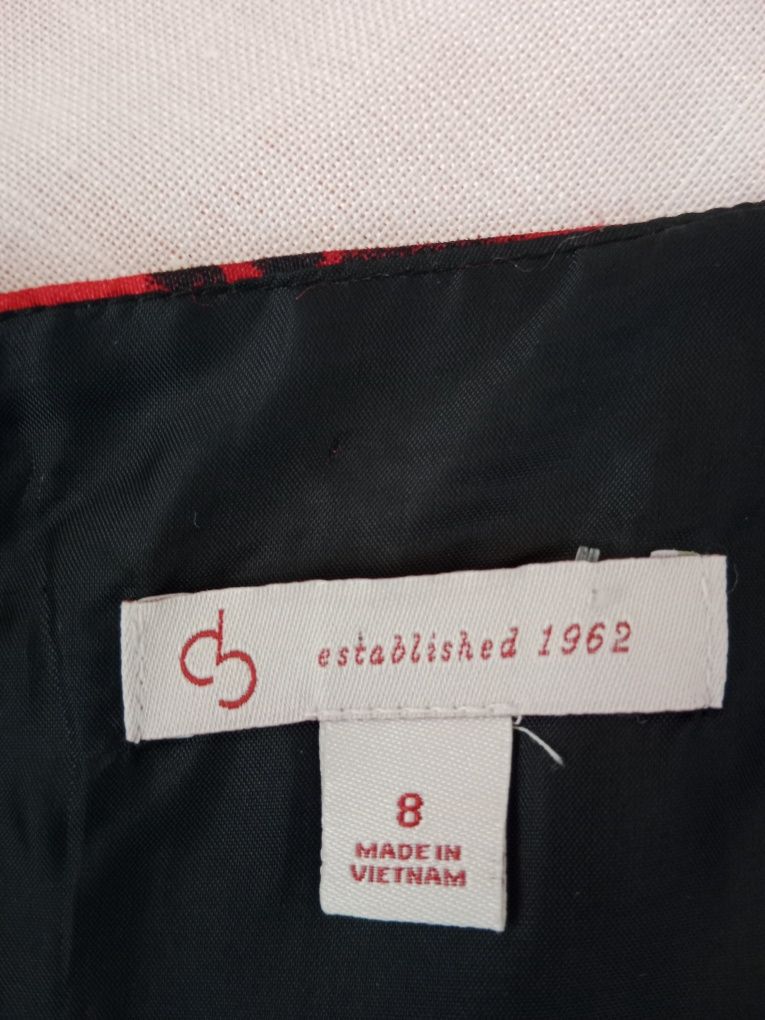 established 1962
8
MADE IN
VIETNAM